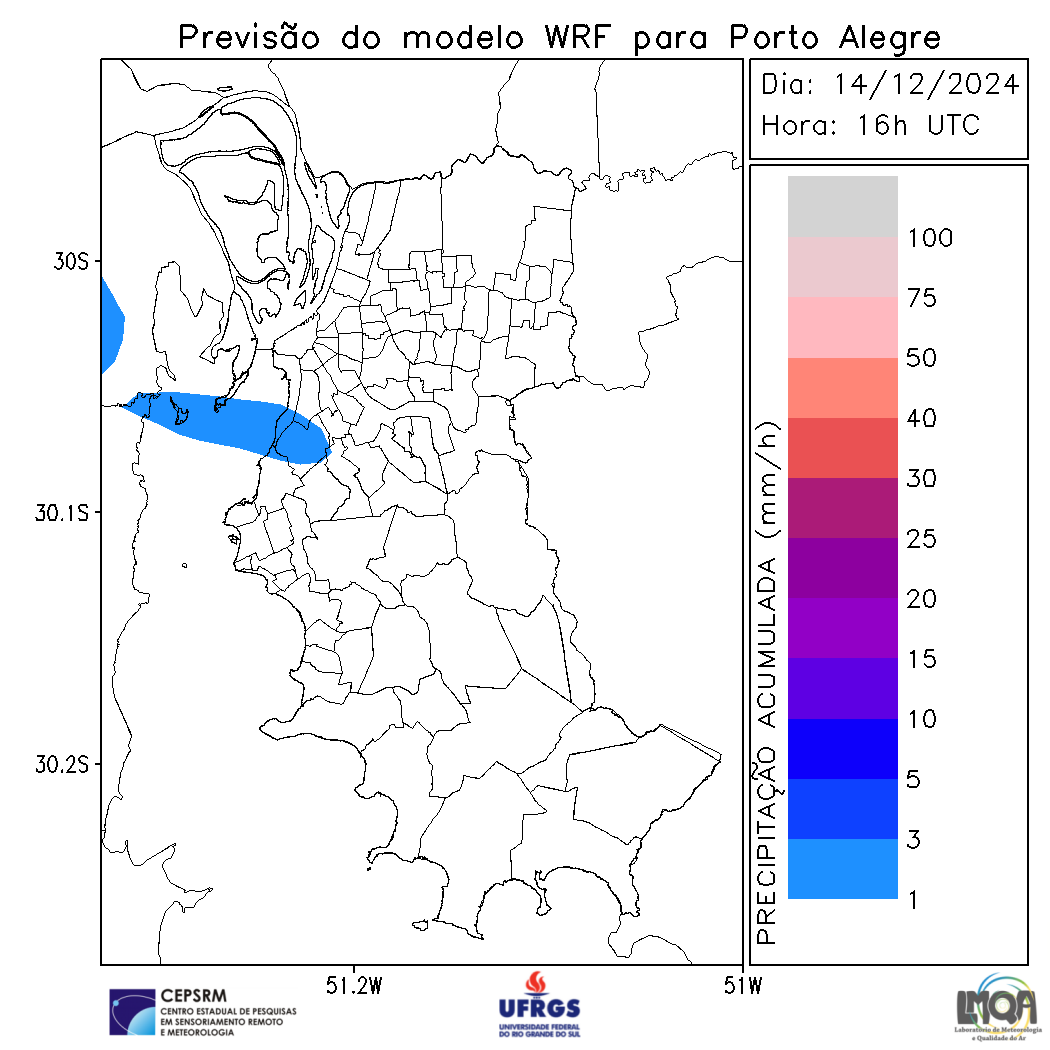 Previsão do modelo WRF para Porto Alegre
Dia: 14/12/2024
Hora: 16h UTC
30S
30.1S
30.2S
51.2W
51W
PRECIPITAÇÃO ACUMULADA (mm/h)
100
75
50
40
30
25
20
15
10
5
3
1
CEPSRM
CENTRO ESTADUAL DE PESQUISAS
EM SENSORIAMENTO REMOTO
E METEOROLOGIA
UFRGS
UNIVERSIDADE FEDERAL
DO RIO GRANDE DO SUL
LMQA
Laboratório de Meteorologia
e Qualidade do Ar